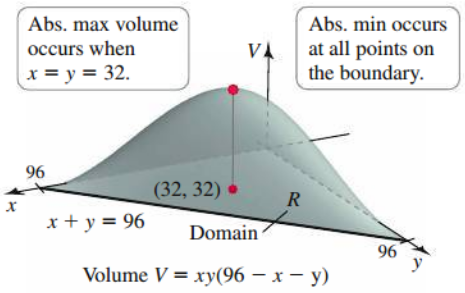 Abs. max volume
occurs when
x = y = 32.
Abs. min occurs
at all points on
the boundary.
V
96
x
(32, 32)
R
x + y = 96
Domain
96
y
Volume V = xy(96 − x − y)